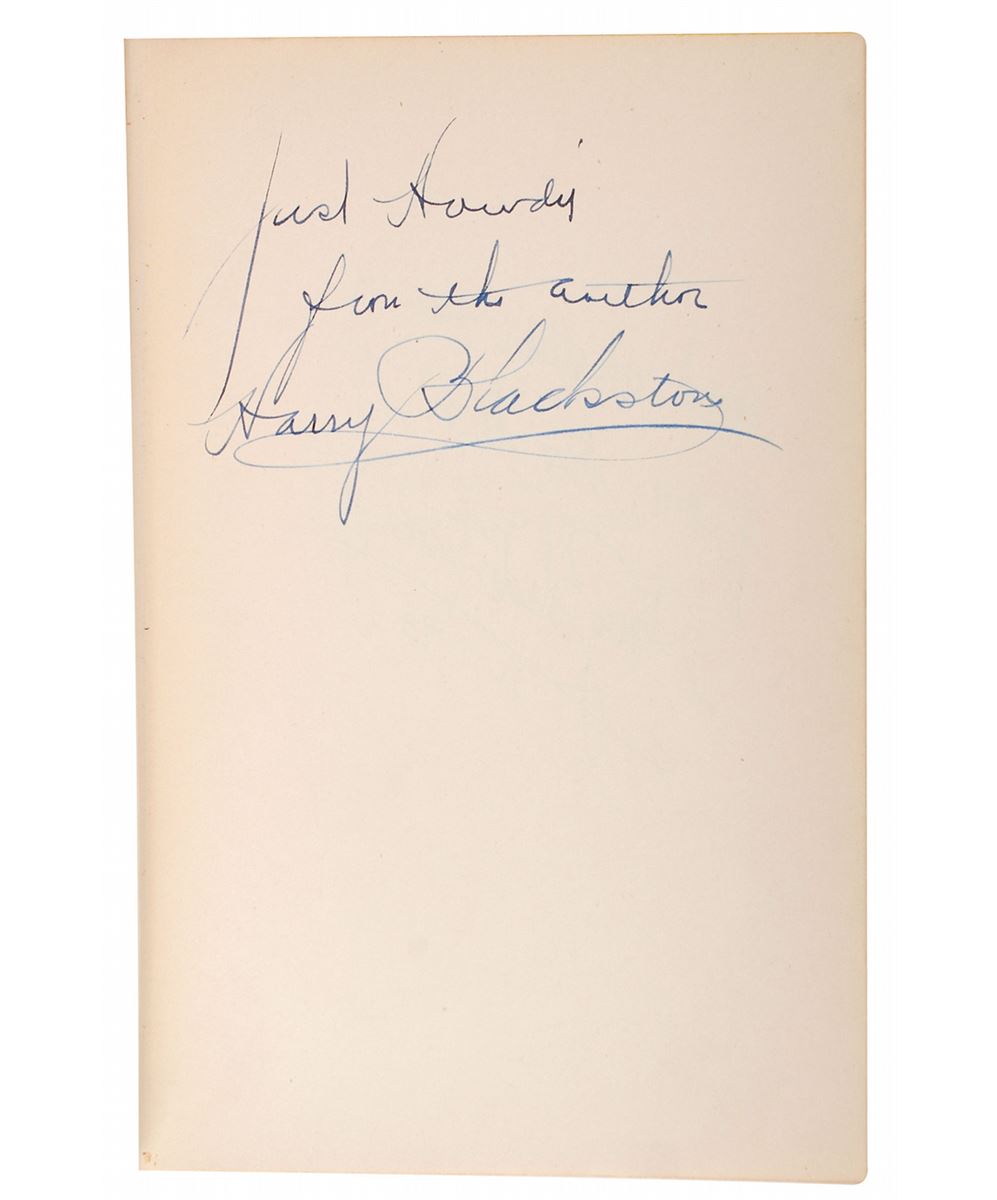 Just Howdy
from the author
Harry Blackstone